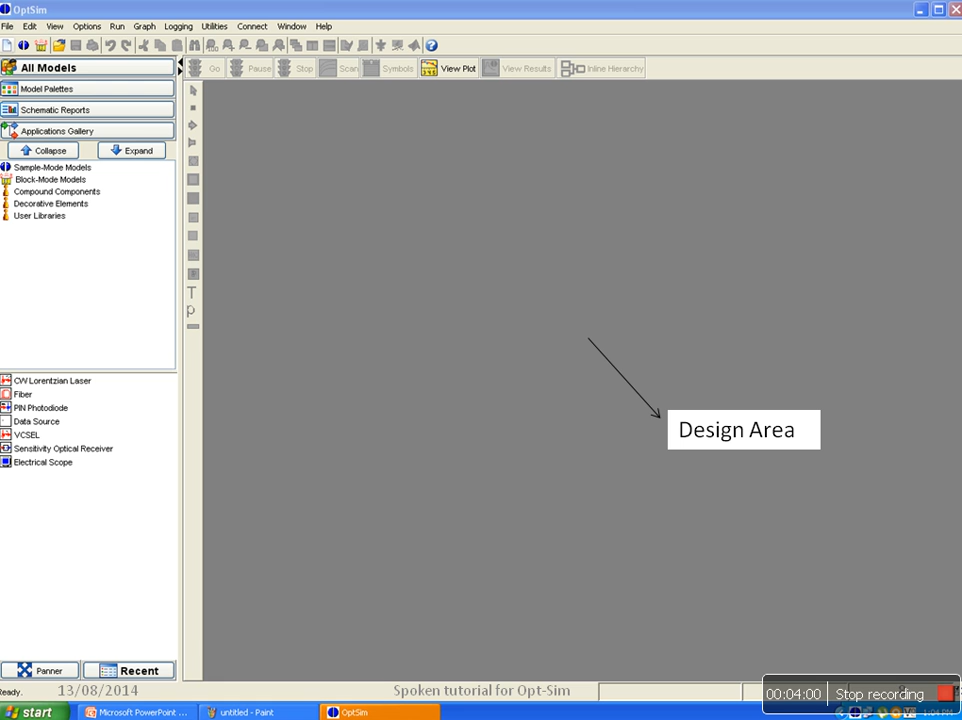 OptSim
File Edit View Options Run Graph Logging Utilities Connect Window Help
All Models
Go Pause Stop Scan Symbols View Plot View Results Inline Hierarchy
Model Palettes
Schematic Reports
Applications Gallery
Collapse Expand
Sample-Mode Models
Block-Mode Models
Compound Components
Decorative Elements
User Libraries
T
p
CW Lorentzian Laser
Fiber
PIN Photodiode
Data Source
VCSEL
Sensitivity Optical Receiver
Electrical Scope
Design Area
Panner Recent
Ready. 13/08/2014 Spoken tutorial for Opt-Sim
00:04:00 Stop recording
start Microsoft PowerPoint ... untitled - Paint OptSim 1:04 PM